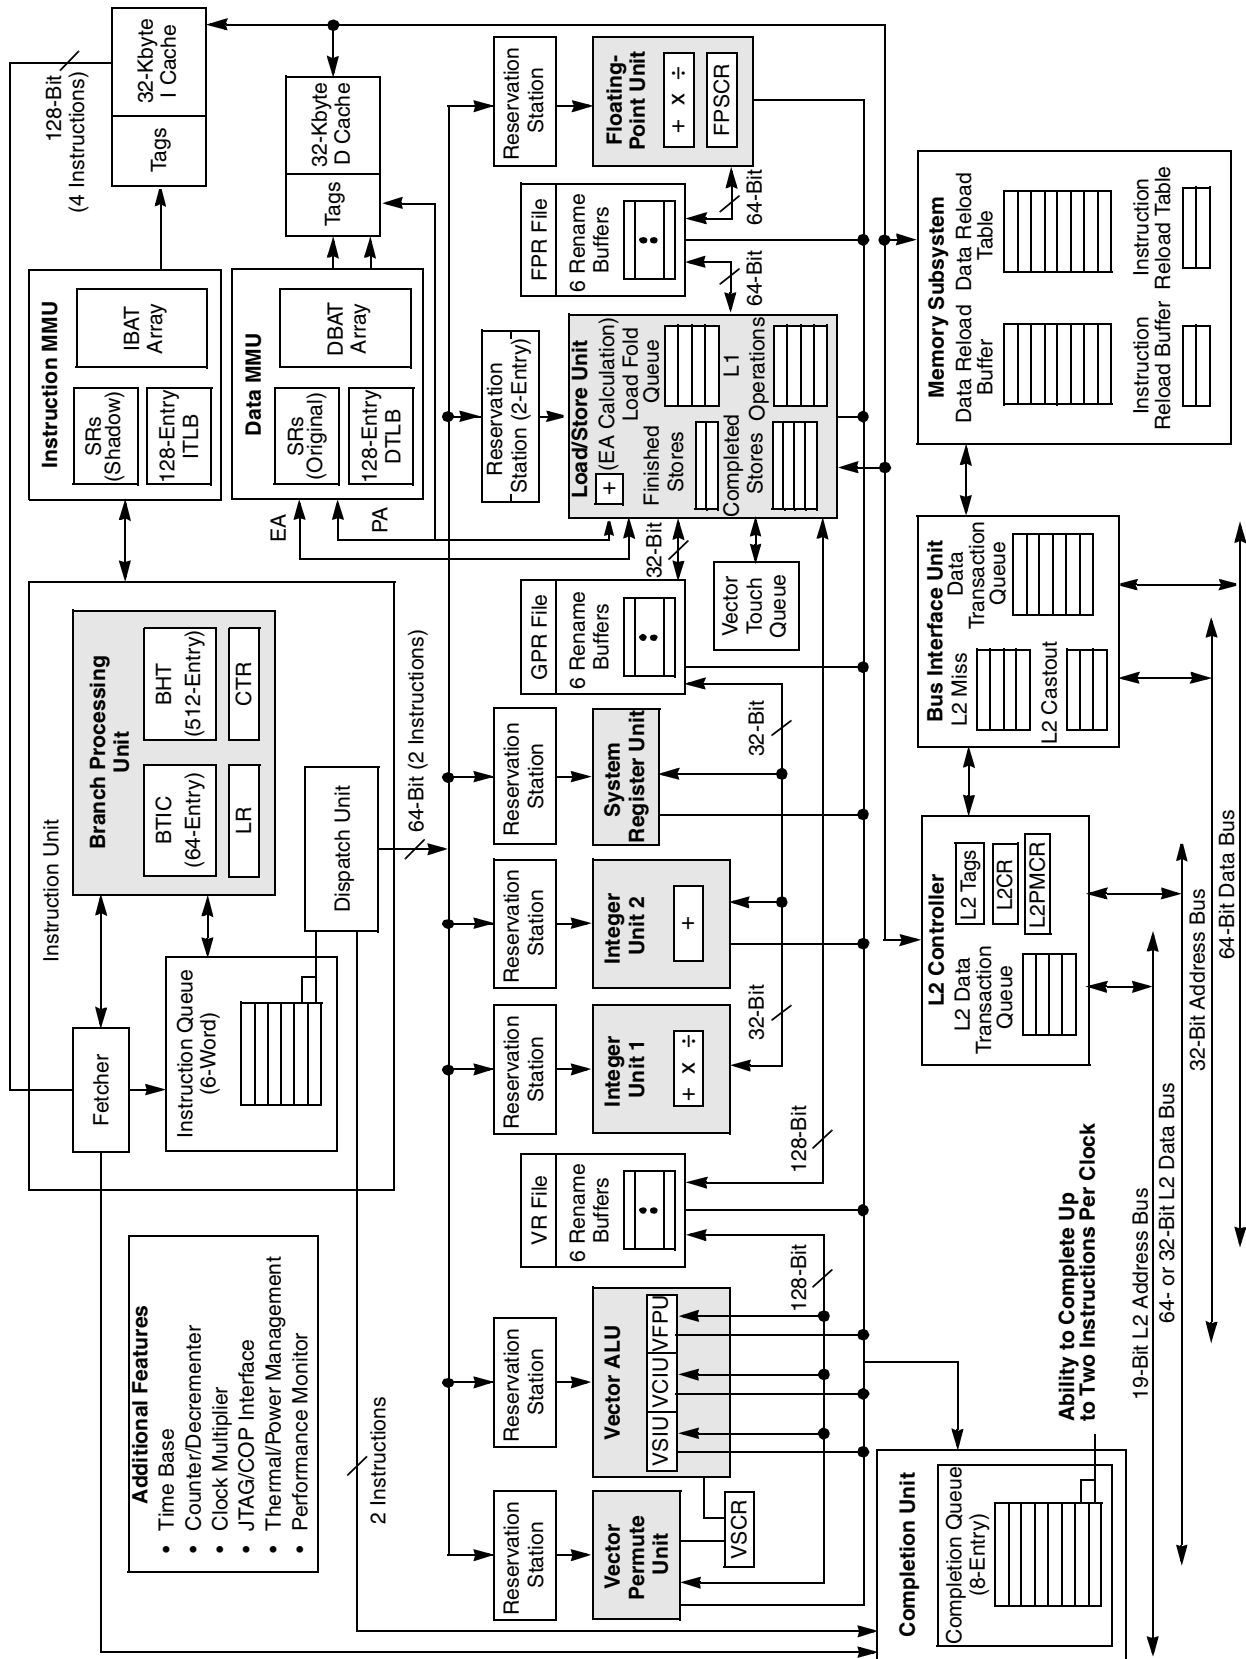 Additional Features
• Time Base
• Counter/Decrementer
• Clock Multiplier
• JTAG/COP Interface
• Thermal/Power Management
• Performance Monitor
Instruction Unit
Fetcher
Instruction Queue
(6-Word)
Branch Processing
Unit
BTIC
(64-Entry)
BHT
(512-Entry)
LR
CTR
Dispatch Unit
2 Instructions
64-Bit (2 Instructions)
Instruction MMU
SRs
(Shadow)
128-Entry
ITLB
IBAT
Array
128-Bit
(4 Instructions)
Tags
32-Kbyte
I Cache
Data MMU
SRs
(Original)
128-Entry
DTLB
DBAT
Array
Tags
32-Kbyte
D Cache
EA
PA
Reservation
Station
Reservation
Station
Reservation
Station
Reservation
Station
Reservation
Station
Reservation
Station (2-Entry)
Reservation
Station
Vector
Permute
Unit
VSCR
Vector ALU
VSIU
VCIU
VFPU
128-Bit
VR File
6 Rename
Buffers
128-Bit
Integer
Unit 1
+ x ÷
32-Bit
Integer
Unit 2
+
System
Register Unit
32-Bit
GPR File
6 Rename
Buffers
32-Bit
Vector
Touch
Queue
Load/Store Unit
+
(EA Calculation)
Load Fold
Queue
Finished
Stores
Completed
Stores
L1
Operations
64-Bit
FPR File
6 Rename
Buffers
64-Bit
Floating-
Point Unit
+ x ÷
FPSCR
Completion Unit
Completion Queue
(8-Entry)
Ability to Complete Up
to Two Instructions Per Clock
L2 Controller
L2 Data
Transaction
Queue
L2 Tags
L2CR
L2PMCR
Bus Interface Unit
L2 Miss
Data
Transaction
Queue
L2 Castout
Memory Subsystem
Data Reload
Buffer
Data Reload
Table
Instruction
Reload Buffer
Instruction
Reload Table
19-Bit L2 Address Bus
64- or 32-Bit L2 Data Bus
32-Bit Address Bus
64-Bit Data Bus